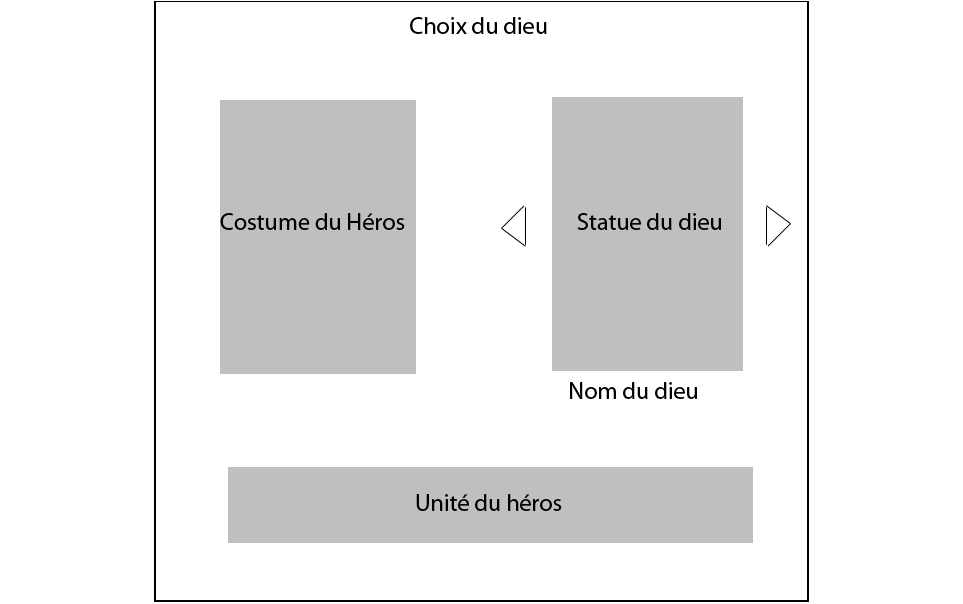 Choix du dieu
Costume du Héros
Statue du dieu
Nom du dieu
Unité du héros